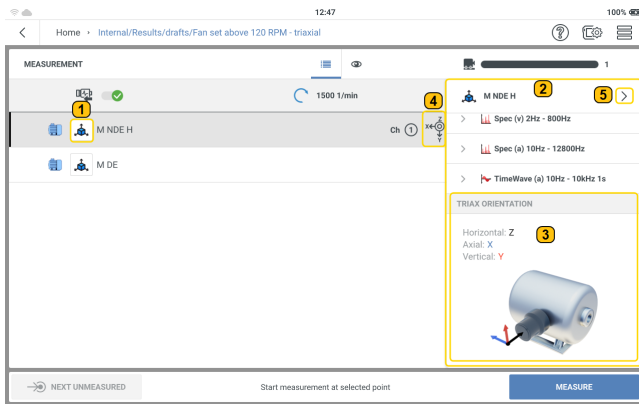 12:47
100%
Home › Internal/Results/drafts/Fan set above 120 RPM - triaxial
MEASUREMENT
1
1500 1/min
1
M NDE H
Ch 1
4
Z
X
Y
M DE
M NDE H
2
5
Spec (v) 2Hz - 800Hz
Spec (a) 10Hz - 12800Hz
TimeWave (a) 10Hz - 10kHz 1s
TRIAX ORIENTATION
Horizontal: Z
Axial: X
Vertical: Y
3
NEXT UNMEASURED
Start measurement at selected point
MEASURE